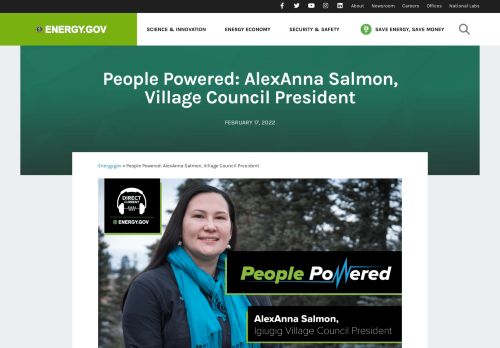 About Newsroom Careers Offices National Labs
ENERGY.GOV SCIENCE & INNOVATION ENERGY ECONOMY SECURITY & SAFETY SAVE ENERGY, SAVE MONEY
People Powered: AlexAnna Salmon,
Village Council President
FEBRUARY 17, 2022
Energy.gov » People Powered: AlexAnna Salmon, Village Council President
DIRECT
CURRENT
ENERGY.GOV
People Powered
AlexAnna Salmon,
Igiugig Village Council President